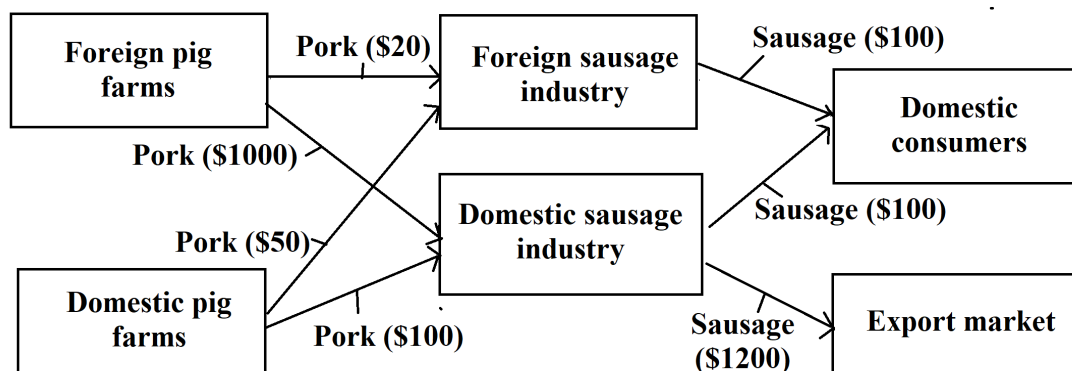 Foreign pig
farms
Pork ($20)
Foreign sausage
industry
Sausage ($100)
Domestic
consumers
Pork ($1000)
Domestic sausage
industry
Sausage ($100)
Pork ($50)
Domestic pig
farms
Pork ($100)
Sausage
($1200)
Export market